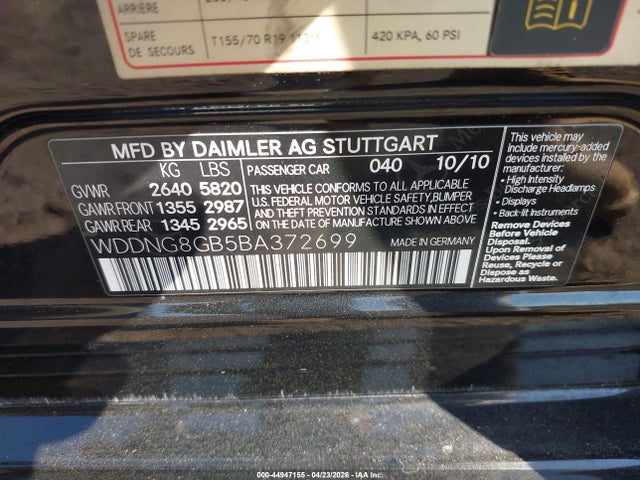 ARRIÈRE
SPARE
DE SECOURS
T155/70 R19 113M
420 KPA, 60 PSI
MFD BY DAIMLER AG STUTTGART
KG LBS
GVWR 2640 5820
GAWR FRONT 1355 2987
GAWR REAR 1345 2965
PASSENGER CAR 040 10/10
THIS VEHICLE CONFORMS TO ALL APPLICABLE
U.S. FEDERAL MOTOR VEHICLE SAFETY, BUMPER
AND THEFT PREVENTION STANDARDS IN EFFECT
ON THE DATE OF MANUFACTURE SHOWN ABOVE
WDDNG8GB5BA372699
MADE IN GERMANY
This vehicle may
include mercury-added
devices installed by the
manufacturer:
• High Intensity
Discharge Headlamps
• Displays
• Back-lit Instruments
Remove Devices
Before Vehicle
Disposal.
Upon Removal of
Devices Please
Reuse, Recycle or
Dispose as
Hazardous Waste.
000-44947155 - 04/23/2026 - COPYRIGHT IAA, LLC